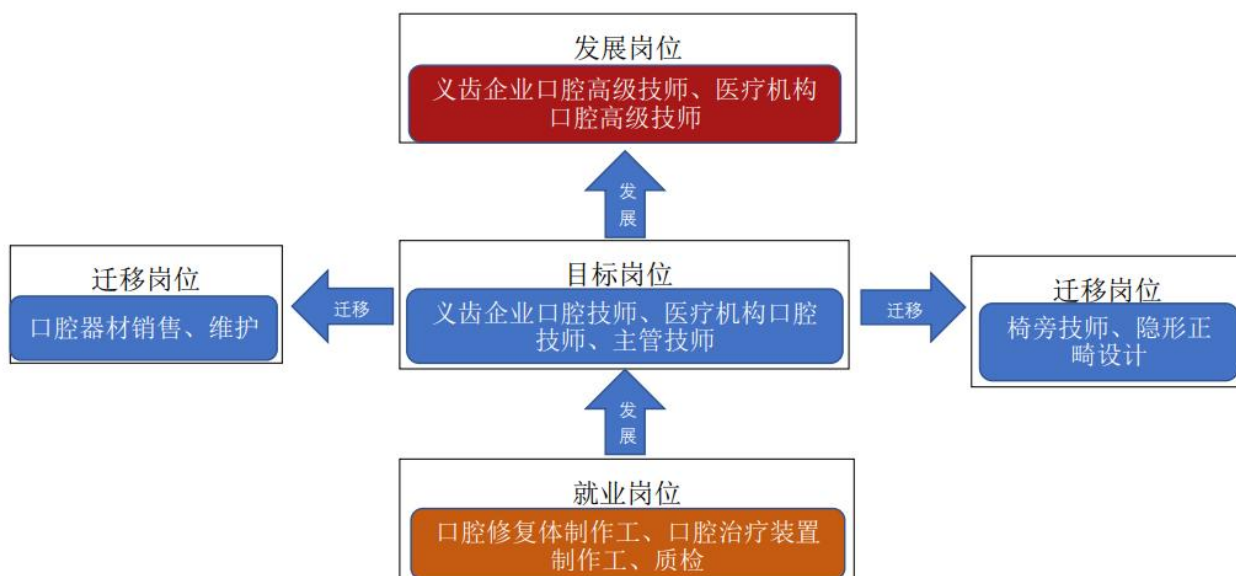 发展岗位
义齿企业口腔高级技师、医疗机构
口腔高级技师
发
展
迁移岗位
口腔器材销售、维护
迁移
目标岗位
义齿企业口腔技师、医疗机构口腔
技师、主管技师
迁移
迁移岗位
椅旁技师、隐形正
畸设计
发
展
就业岗位
口腔修复体制作工、口腔治疗装置
制作工、质检